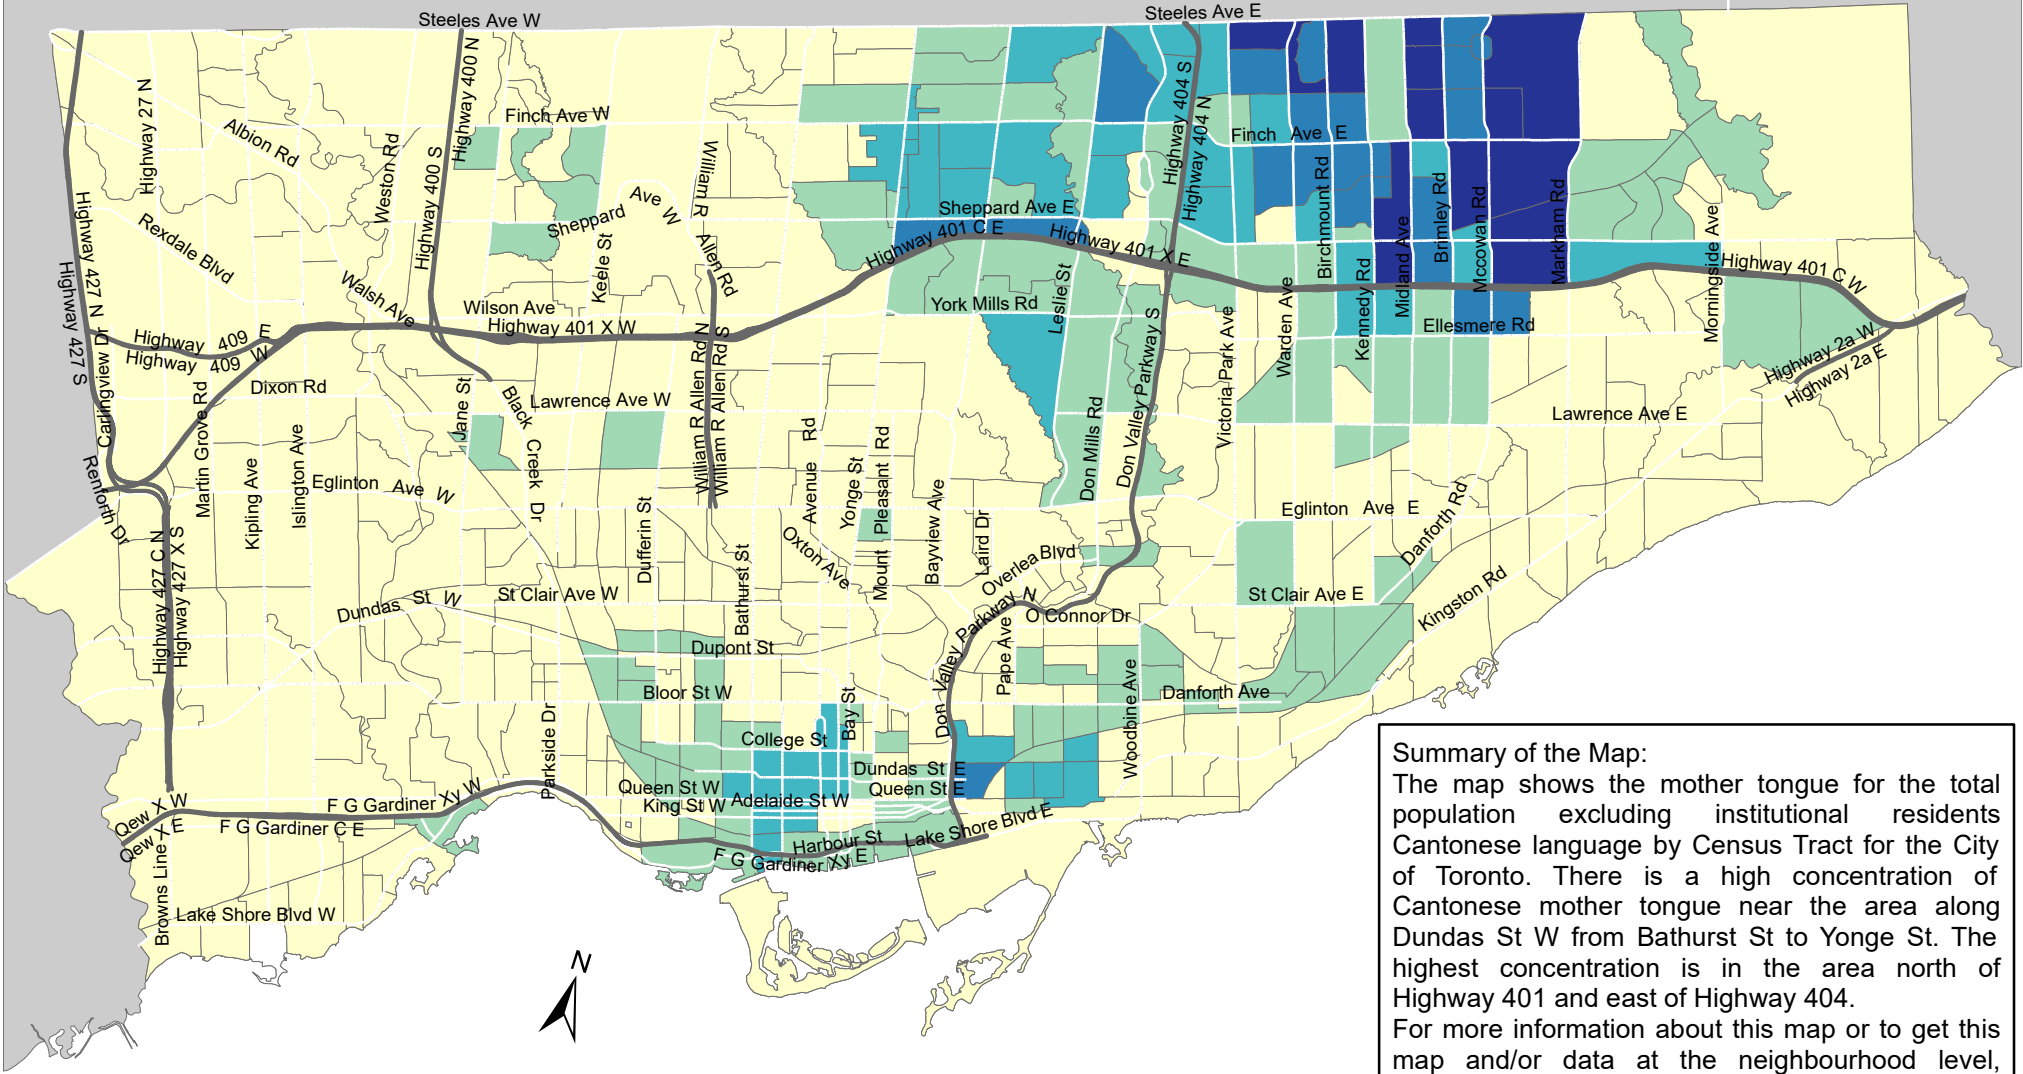 Steeles Ave W
Steeles Ave E
Highway 27 N
Albion Rd
Weston Rd
Highway 400 N
Highway 400 S
Finch Ave W
William R
Allen Rd
Highway 404 S
Highway 404 N
Finch Ave E
Highway 427 N
Highway 427 S
Rexdale Blvd
Walsh Ave
Sheppard Ave W
Keele St
Sheppard Ave E
Highway 401 C E
Highway 401 X E
Leslie St
York Mills Rd
Birchmount Rd
Kennedy Rd
Midland Ave
Brimley Rd
Mccowan Rd
Markham Rd
Morningside Ave
Highway 401 C W
Warden Ave
Victoria Park Ave
Ellesmere Rd
Highway 2a W
Highway 2a E
Wilson Ave
Highway 401 X W
Highway 409 E
Highway 409 W
Carlingview Dr
Dixon Rd
Martin Grove Rd
Jane St
Black Creek Dr
Lawrence Ave W
William R Allen Rd N
William R Allen Rd S
Avenue Rd
Yonge St
Mount Pleasant Rd
Don Mills Rd
Don Valley Parkway S
Lawrence Ave E
Renforth Dr
Kipling Ave
Islington Ave
Eglinton Ave W
Dufferin St
Bathurst St
Oxton Ave
Bayview Ave
Laird Dr
Overlea Blvd
Eglinton Ave E
Danforth Rd
Kingston Rd
Highway 427 C N
Highway 427 X S
Dundas St W
St Clair Ave W
St Clair Ave E
O Connor Dr
Don Valley Parkway N
Pape Ave
Dupont St
Bloor St W
Bay St
Woodbine Ave
Danforth Ave
Parkside Dr
College St
Dundas St E
Queen St W
Queen St E
King St W
Adelaide St W
Qew X W
Qew X E
F G Gardiner Xy W
F G Gardiner C E
Harbour St
Lake Shore Blvd E
F G Gardiner Xy E
Browns Line
Lake Shore Blvd W
N
Summary of the Map:
The map shows the mother tongue for the total
population excluding institutional residents
Cantonese language by Census Tract for the City
of Toronto. There is a high concentration of
Cantonese mother tongue near the area along
Dundas St W from Bathurst St to Yonge St. The
highest concentration is in the area north of
Highway 401 and east of Highway 404.
For more information about this map or to get this
map and/or data at the neighbourhood level,